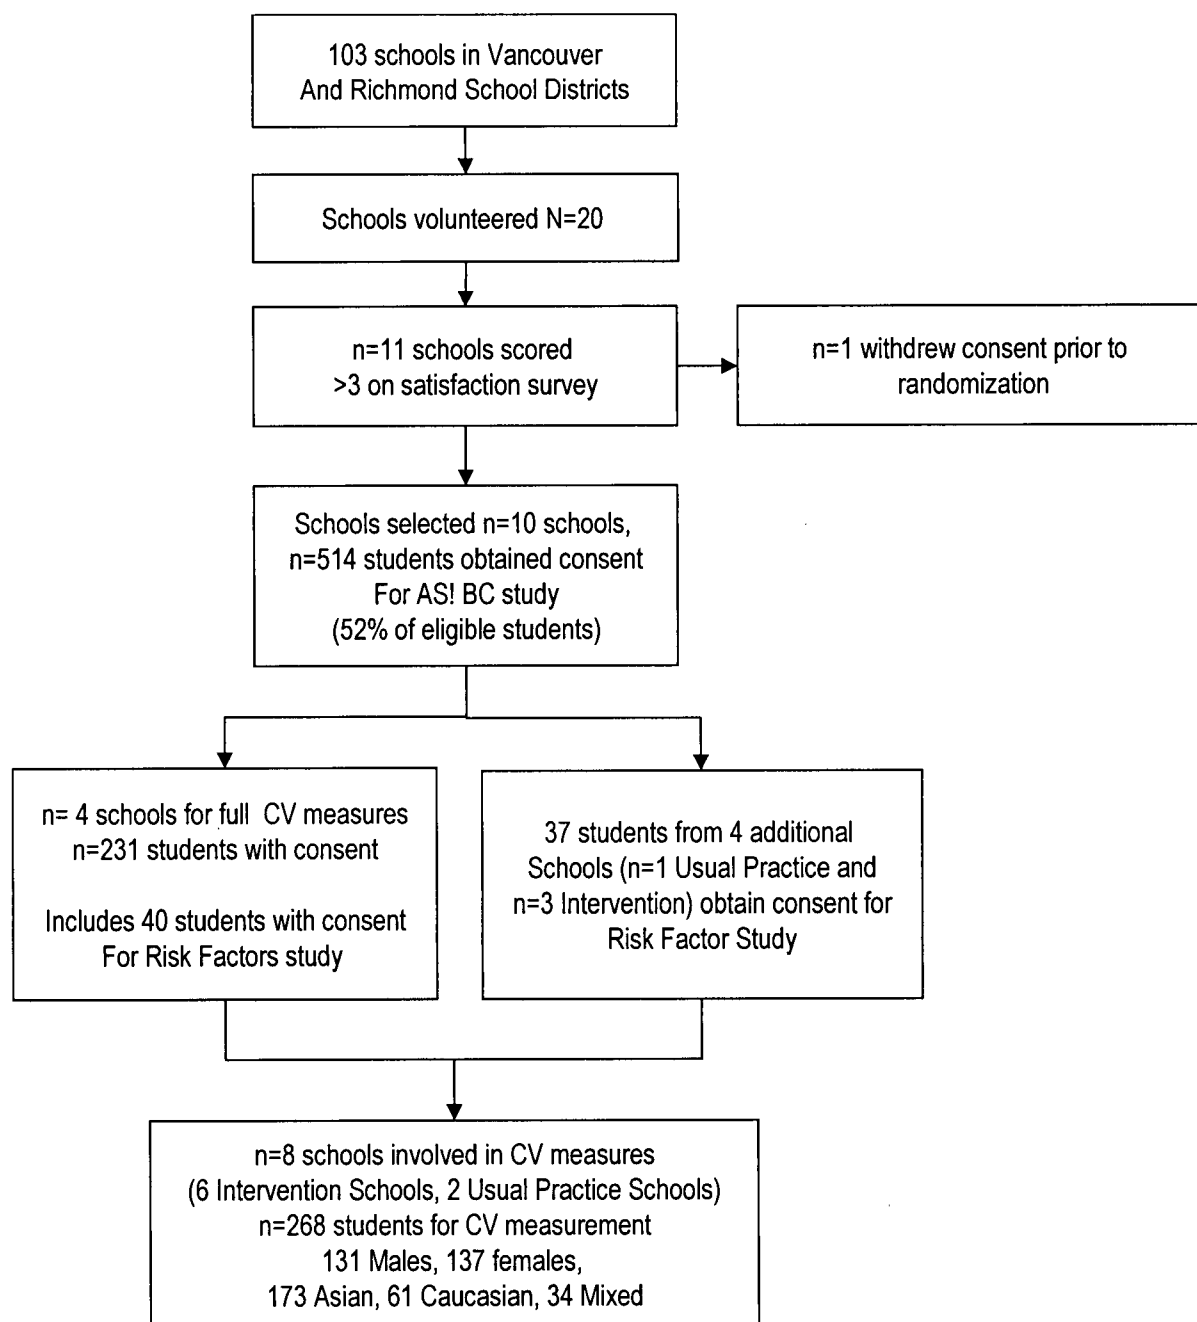 103 schools in Vancouver
And Richmond School Districts
Schools volunteered N=20
n=11 schools scored
>3 on satisfaction survey
n=1 withdrew consent prior to
randomization
Schools selected n=10 schools,
n=514 students obtained consent
For AS! BC study
(52% of eligible students)
n= 4 schools for full CV measures
n=231 students with consent
Includes 40 students with consent
For Risk Factors study
37 students from 4 additional
Schools (n=1 Usual Practice and
n=3 Intervention) obtain consent for
Risk Factor Study
n=8 schools involved in CV measures
(6 Intervention Schools, 2 Usual Practice Schools)
n=268 students for CV measurement
131 Males, 137 females,
173 Asian, 61 Caucasian, 34 Mixed